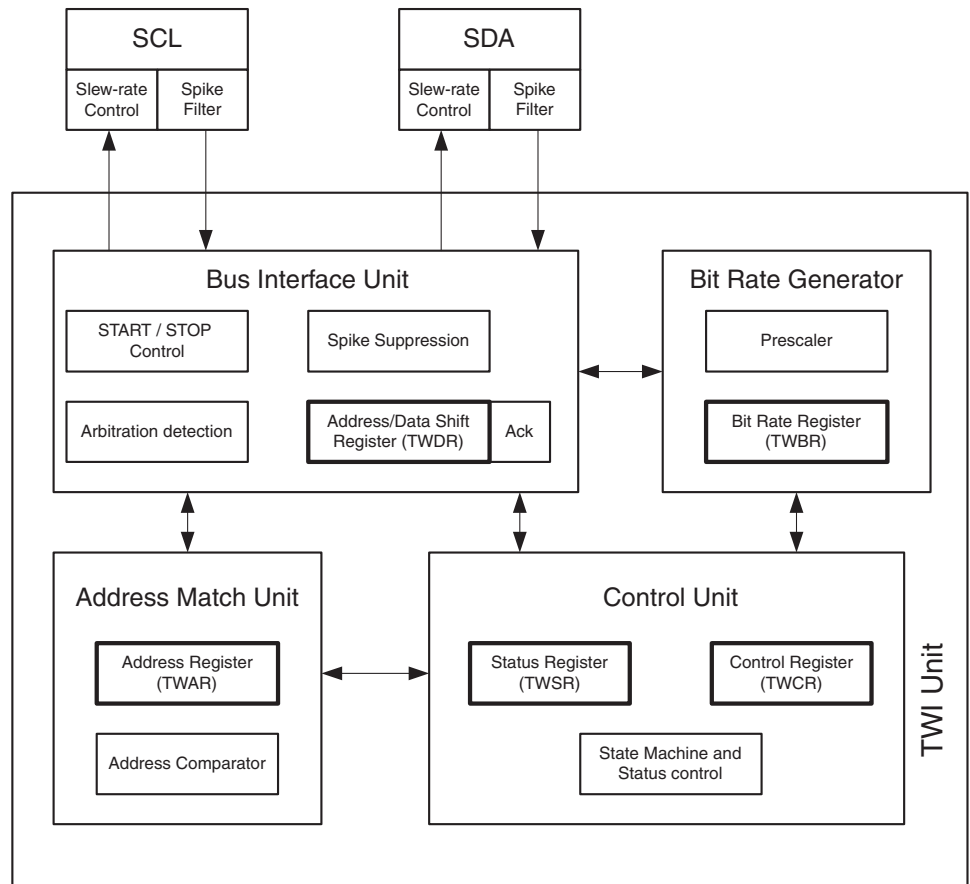 SCL
Slew-rate
Control
Spike
Filter
SDA
Slew-rate
Control
Spike
Filter
Bus Interface Unit
START / STOP
Control
Spike Suppression
Arbitration detection
Address/Data Shift
Register (TWDR)
Ack
Bit Rate Generator
Prescaler
Bit Rate Register
(TWBR)
Address Match Unit
Address Register
(TWAR)
Address Comparator
Control Unit
Status Register
(TWSR)
Control Register
(TWCR)
State Machine and
Status control
TWI Unit